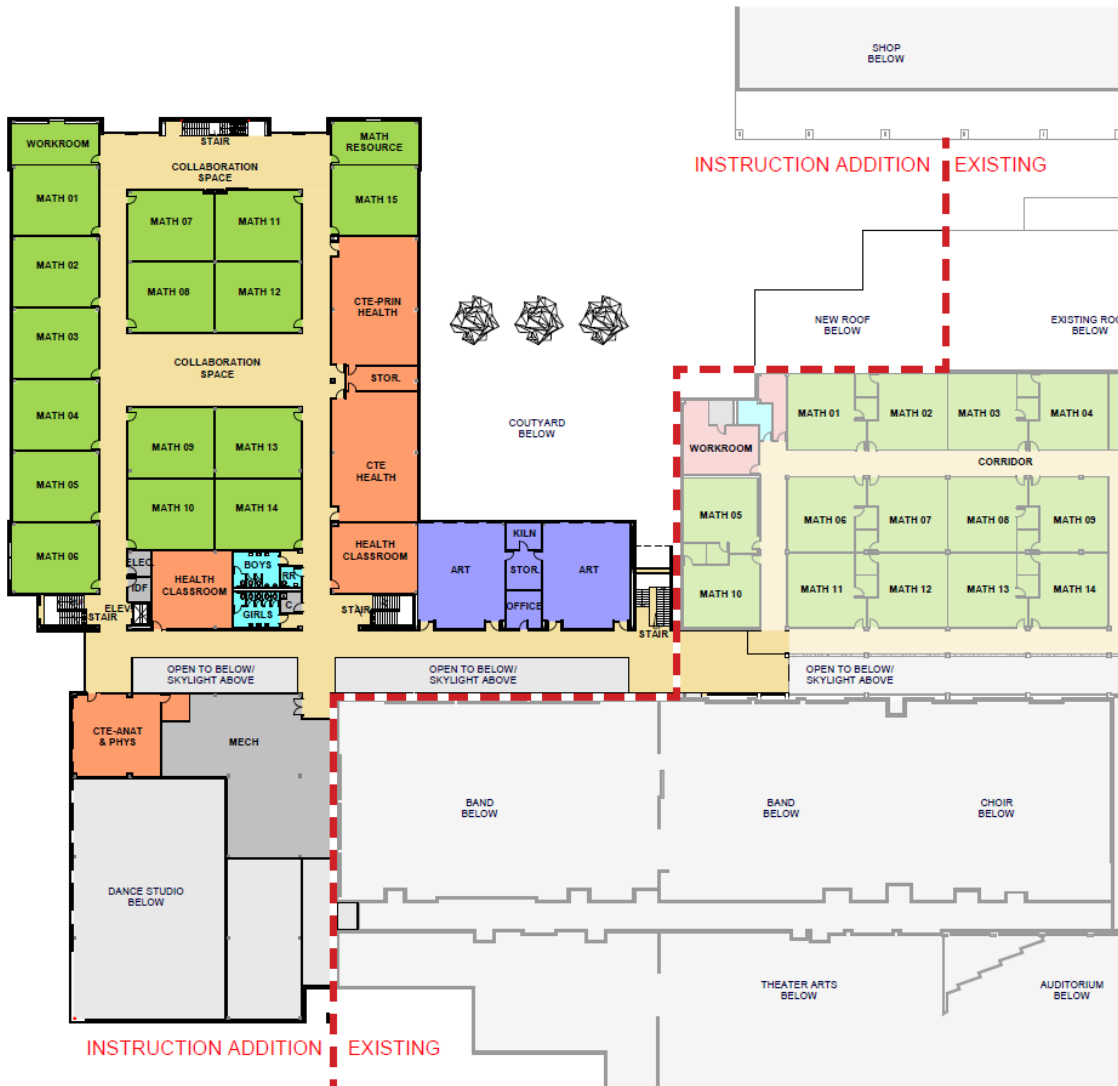 SHOP
BELOW
INSTRUCTION ADDITION
EXISTING
WORKROOM
STAIR
MATH
RESOURCE
COLLABORATION
SPACE
MATH 01
MATH 07
MATH 11
MATH 15
MATH 02
MATH 08
MATH 12
CTE-PRIN
HEALTH
MATH 03
NEW ROOF
BELOW
EXISTING ROO
BELOW
COLLABORATION
SPACE
STOR.
MATH 04
COUTYARD
BELOW
MATH 01
MATH 02
MATH 03
MATH 04
MATH 09
MATH 13
CTE
HEALTH
WORKROOM
CORRIDOR
MATH 05
MATH 10
MATH 14
MATH 05
MATH 06
MATH 07
MATH 08
MATH 09
MATH 06
ELEC.
BOYS
RR
HEALTH
CLASSROOM
KILN
IDF
HEALTH
CLASSROOM
ART
STOR.
ART
MATH 10
MATH 11
MATH 12
MATH 13
MATH 14
ELEV.
STAIR
GIRLS
C.
STAIR
OFFICE
STAIR
OPEN TO BELOW/
SKYLIGHT ABOVE
OPEN TO BELOW/
SKYLIGHT ABOVE
OPEN TO BELOW/
SKYLIGHT ABOVE
CTE-ANAT
& PHYS
MECH
BAND
BELOW
BAND
BELOW
CHOIR
BELOW
DANCE STUDIO
BELOW
THEATER ARTS
BELOW
AUDITORIUM
BELOW
INSTRUCTION ADDITION
EXISTING